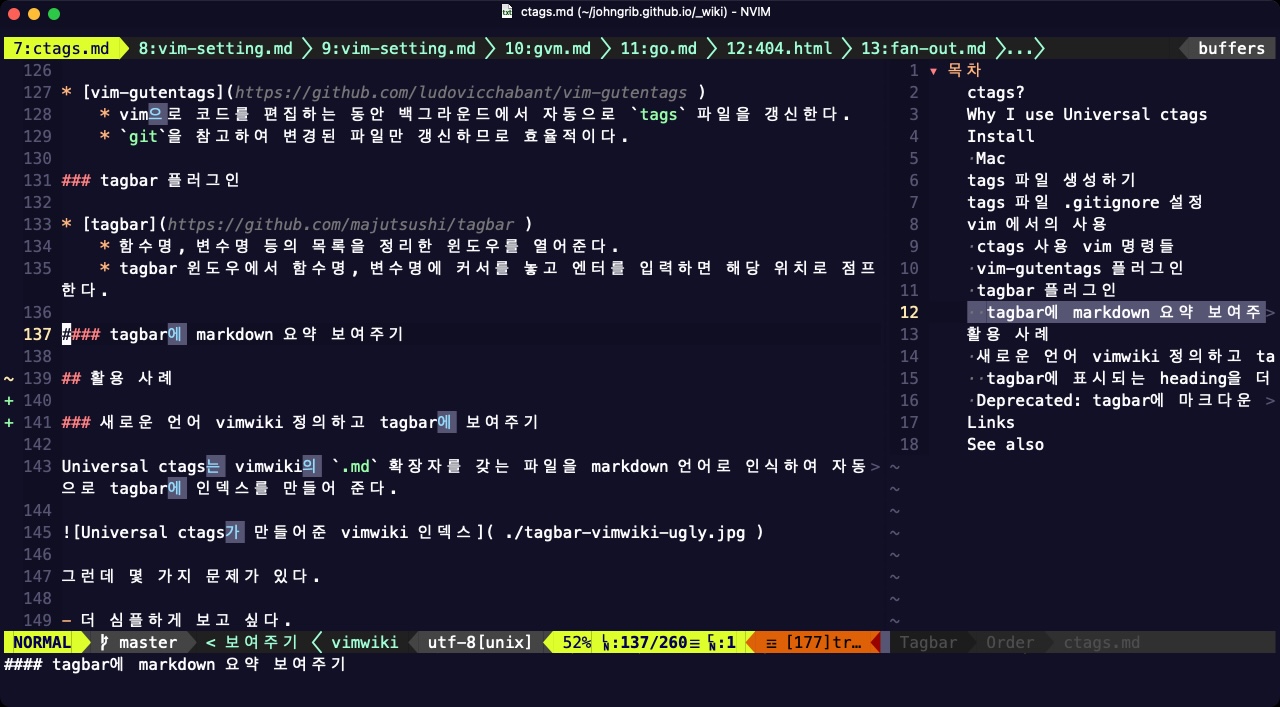 ctags.md (~/johngrib.github.io/_wiki) - NVIM
7:ctags.md 8:vim-setting.md 9:vim-setting.md 10:gvm.md 11:go.md 12:404.html 13:fan-out.md ... buffers
126
127 * [vim-gutentags](https://github.com/ludovicchabant/vim-gutentags )
128 * vim으로 코드를 편집하는 동안 백그라운드에서 자동으로 `tags` 파일을 갱신한다.
129 * `git`을 참고하여 변경된 파일만 갱신하므로 효율적이다.
130
131 ### tagbar 플러그인
132
133 * [tagbar](https://github.com/majutsushi/tagbar )
134 * 함수명, 변수명 등의 목록을 정리한 윈도우를 열어준다.
135 * tagbar 윈도우에서 함수명, 변수명에 커서를 놓고 엔터를 입력하면 해당 위치로 점프
한다.
136
137 #### tagbar에 markdown 요약 보여주기
138
~ 139 ## 활용 사례
+ 140
+ 141 ### 새로운 언어 vimwiki 정의하고 tagbar에 보여주기
142
143 Universal ctags는 vimwiki의 `.md` 확장자를 갖는 파일을 markdown 언어로 인식하여 자동>
으로 tagbar에 인덱스를 만들어 준다.
144
145 ![Universal ctags가 만들어준 vimwiki 인덱스]( ./tagbar-vimwiki-ugly.jpg )
146
147 그런데 몇 가지 문제가 있다.
148
149 - 더 심플하게 보고 싶다.
1 ▼ 목차
2 ctags?
3 Why I use Universal ctags
4 Install
5 ·Mac
6 tags 파일 생성하기
7 tags 파일 .gitignore 설정
8 vim 에서의 사용
9 ·ctags 사용 vim 명령들
10 ·vim-gutentags 플러그인
11 ·tagbar 플러그인
12 ··tagbar에 markdown 요약 보여주>
13 활용 사례
14 ·새로운 언어 vimwiki 정의하고 ta
15 ··tagbar에 표시되는 heading을 더
16 ·Deprecated: tagbar에 마크다운 >
17 Links
18 See also
~
~
~
~
~
~
~
~
NORMAL master < 보여주기 vimwiki utf-8[unix] 52% :137/260≡ :1 ☲ [177]tr… Tagbar Order ctags.md
#### tagbar에 markdown 요약 보여주기